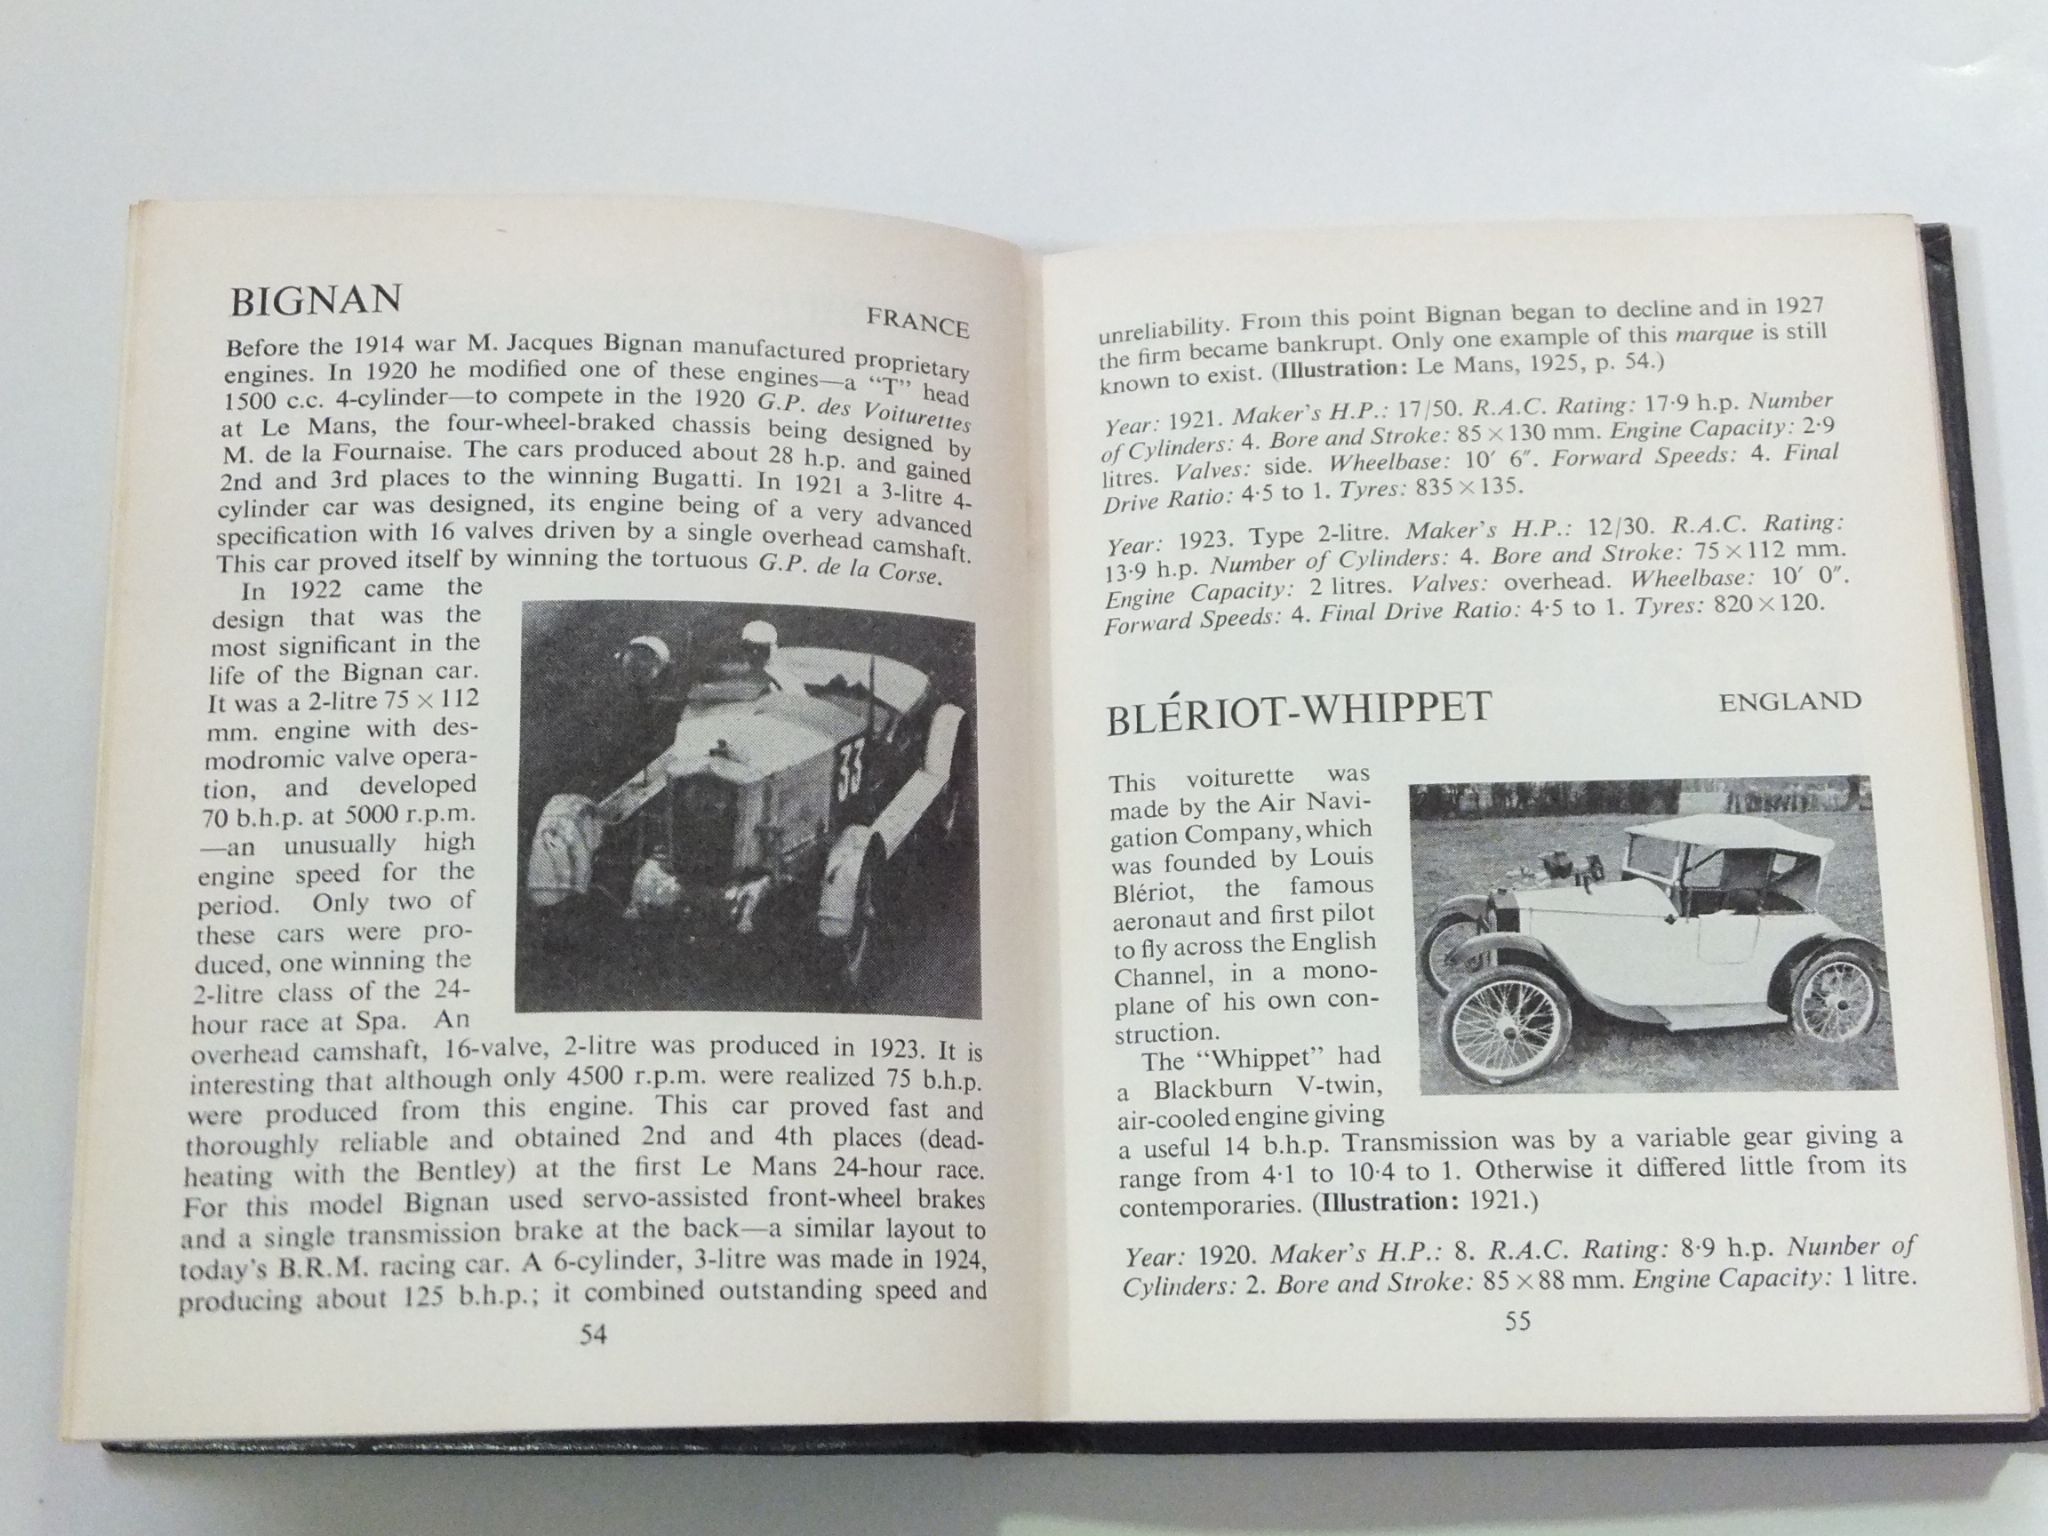 BIGNAN
FRANCE
Before the 1914 war M. Jacques Bignan manufactured proprietary
engines. In 1920 he modified one of these engines—a “T” head
1500 c.c. 4-cylinder—to compete in the 1920 G.P. des Voiturettes
at Le Mans, the four-wheel-braked chassis being designed by
M. de la Fournaise. The cars produced about 28 h.p. and gained
2nd and 3rd places to the winning Bugatti. In 1921 a 3-litre 4-
cylinder car was designed, its engine being of a very advanced
specification with 16 valves driven by a single overhead camshaft.
This car proved itself by winning the tortuous G.P. de la Corse.
In 1922 came the
design that was the
most significant in the
life of the Bignan car.
It was a 2-litre 75 × 112
mm. engine with des-
modromic valve opera-
tion, and developed
70 b.h.p. at 5000 r.p.m.
—an unusually high
engine speed for the
period. Only two of
these cars were pro-
duced, one winning the
2-litre class of the 24-
hour race at Spa. An
overhead camshaft, 16-valve, 2-litre was produced in 1923. It is
interesting that although only 4500 r.p.m. were realized 75 b.h.p.
were produced from this engine. This car proved fast and
thoroughly reliable and obtained 2nd and 4th places (dead-
heating with the Bentley) at the first Le Mans 24-hour race.
For this model Bignan used servo-assisted front-wheel brakes
and a single transmission brake at the back—a similar layout to
today's B.R.M. racing car. A 6-cylinder, 3-litre was made in 1924,
producing about 125 b.h.p.; it combined outstanding speed and
33
54
unreliability. From this point Bignan began to decline and in 1927
the firm became bankrupt. Only one example of this marque is still
known to exist. (Illustration: Le Mans, 1925, p. 54.)
Year: 1921. Maker's H.P.: 17/50. R.A.C. Rating: 17·9 h.p. Number
of Cylinders: 4. Bore and Stroke: 85 × 130 mm. Engine Capacity: 2·9
litres. Valves: side. Wheelbase: 10′ 6″. Forward Speeds: 4. Final
Drive Ratio: 4·5 to 1. Tyres: 835 × 135.
Year: 1923. Type 2-litre. Maker's H.P.: 12/30. R.A.C. Rating:
13·9 h.p. Number of Cylinders: 4. Bore and Stroke: 75 × 112 mm.
Engine Capacity: 2 litres. Valves: overhead. Wheelbase: 10′ 0″.
Forward Speeds: 4. Final Drive Ratio: 4·5 to 1. Tyres: 820 × 120.
BLÉRIOT-WHIPPET
ENGLAND
This voiturette was
made by the Air Navi-
gation Company, which
was founded by Louis
Blériot, the famous
aeronaut and first pilot
to fly across the English
Channel, in a mono-
plane of his own con-
struction.
The “Whippet” had
a Blackburn V-twin,
air-cooled engine giving
a useful 14 b.h.p. Transmission was by a variable gear giving a
range from 4·1 to 10·4 to 1. Otherwise it differed little from its
contemporaries. (Illustration: 1921.)
Year: 1920. Maker's H.P.: 8. R.A.C. Rating: 8·9 h.p. Number of
Cylinders: 2. Bore and Stroke: 85 × 88 mm. Engine Capacity: 1 litre.
55